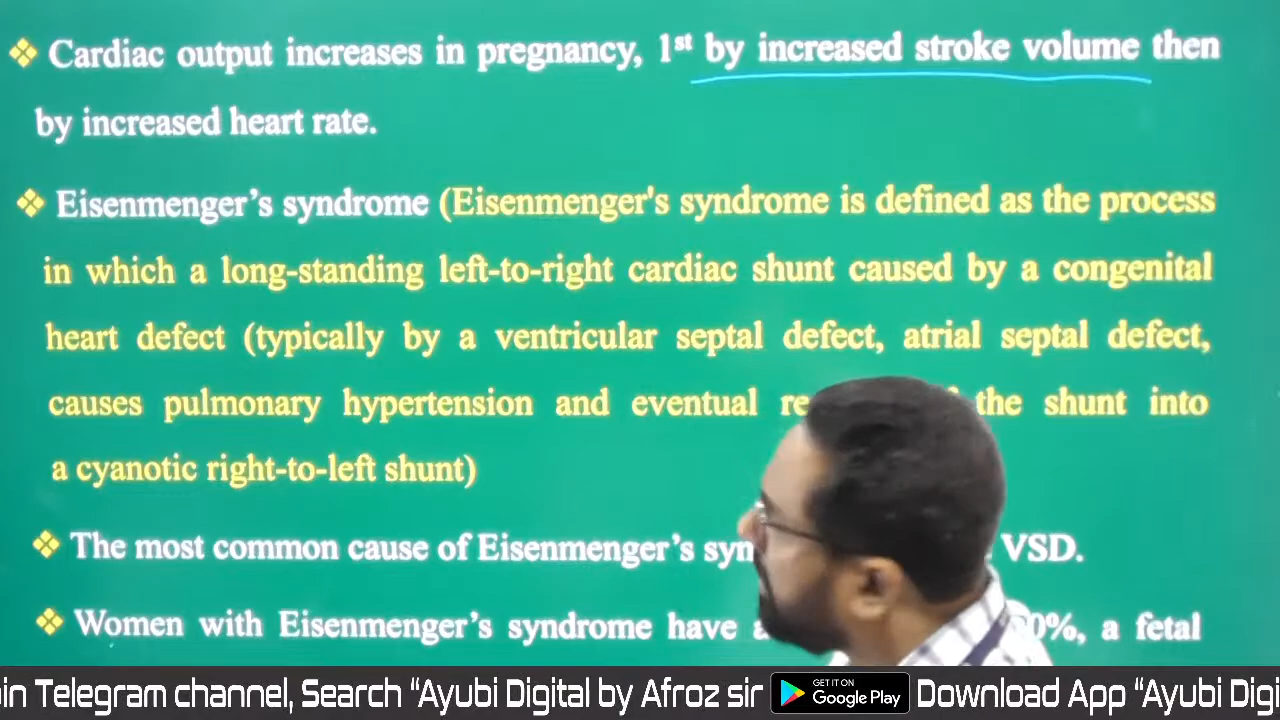 ❖ Cardiac output increases in pregnancy, 1st by increased stroke volume then
by increased heart rate.
❖ Eisenmenger’s syndrome (Eisenmenger's syndrome is defined as the process
in which a long-standing left-to-right cardiac shunt caused by a congenital
heart defect (typically by a ventricular septal defect, atrial septal defect,
causes pulmonary hypertension and eventual the shunt into
a cyanotic right-to-left shunt)
❖ The most common cause of Eisenmenger’s VSD.
❖ Women with Eisenmenger’s syndrome have a fetal
Telegram channel, Search “Ayubi Digital by Afroz sir GET IT ON Google Play Download App “Ayubi